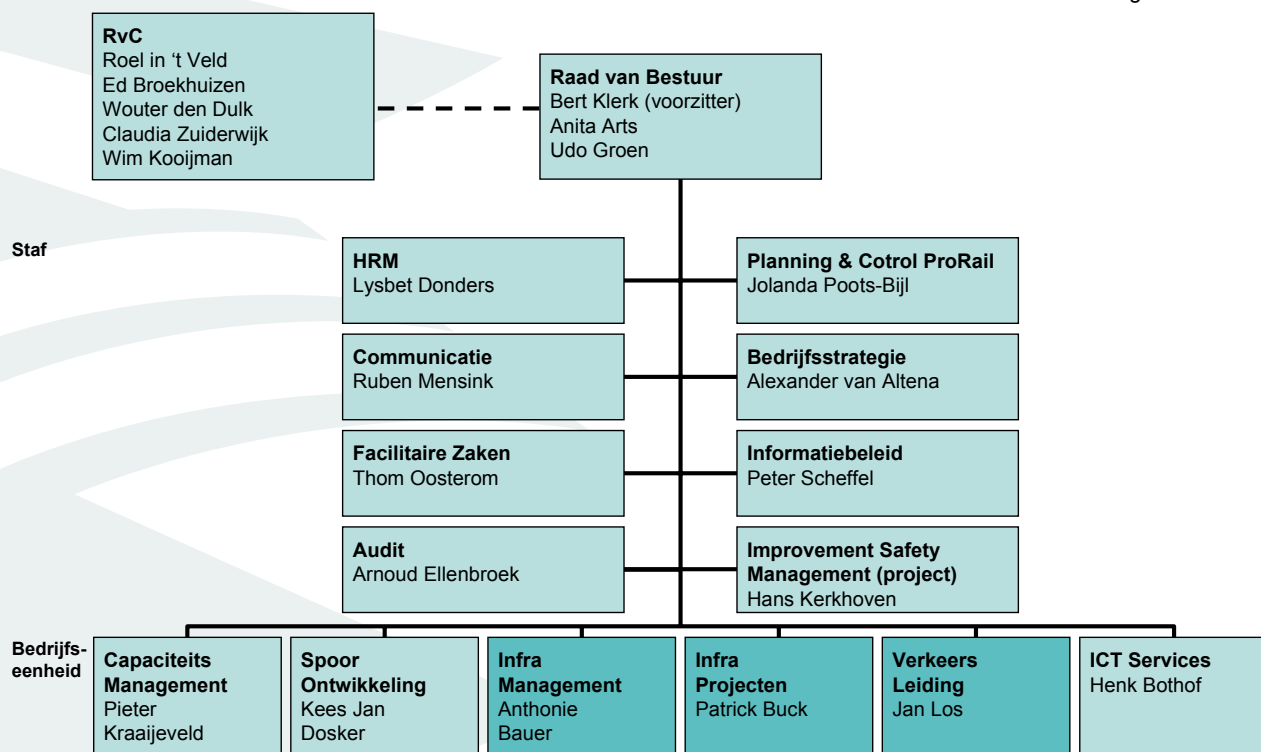 RvC
Roel in ‘t Veld
Ed Broekhuizen
Wouter den Dulk
Claudia Zuiderwijk
Wim Kooijman
Raad van Bestuur
Bert Klerk (voorzitter)
Anita Arts
Udo Groen
Staf
HRM
Lysbet Donders
Planning & Cotrol ProRail
Jolanda Poots-Bijl
Communicatie
Ruben Mensink
Bedrijfsstrategie
Alexander van Altena
Facilitaire Zaken
Thom Oosterom
Informatiebeleid
Peter Scheffel
Audit
Arnoud Ellenbroek
Improvement Safety
Management (project)
Hans Kerkhoven
Bedrijfs-
eenheid
Capaciteits
Management
Pieter
Kraaijeveld
Spoor
Ontwikkeling
Kees Jan
Dosker
Infra
Management
Anthonie
Bauer
Infra
Projecten
Patrick Buck
Verkeers
Leiding
Jan Los
ICT Services
Henk Bothof